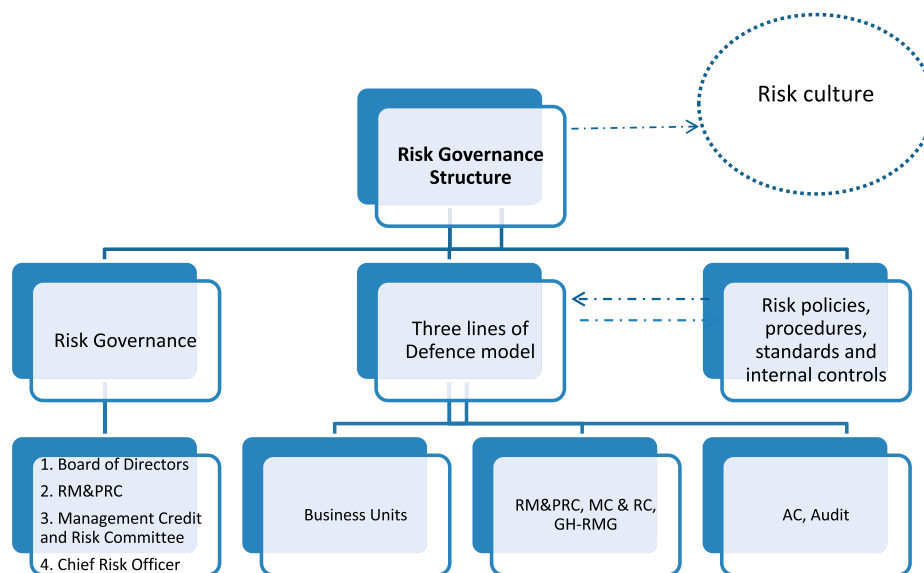 Risk culture
Risk Governance
Structure
Risk Governance
Three lines of
Defence model
Risk policies,
procedures,
standards and
internal controls
1. Board of Directors
2. RM&PRC
3. Management Credit
and Risk Committee
4. Chief Risk Officer
Business Units
RM&PRC, MC & RC,
GH-RMG
AC, Audit